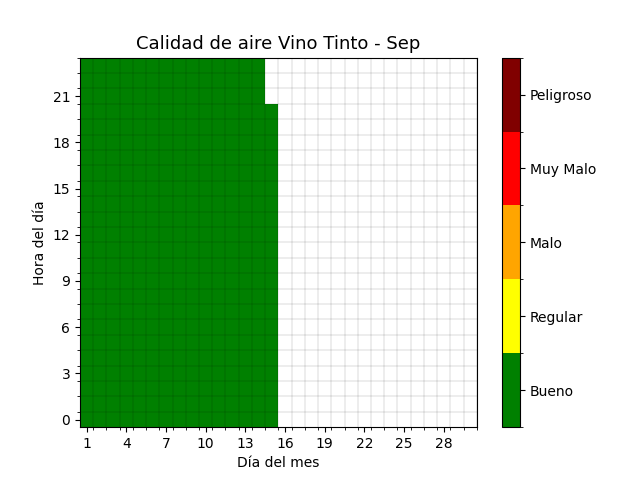 Calidad de aire Vino Tinto - Sep
Peligroso
Muy Malo
Malo
Regular
Bueno
Hora del día
21
18
15
12
9
6
3
0
1 4 7 10 13 16 19 22 25 28
Día del mes